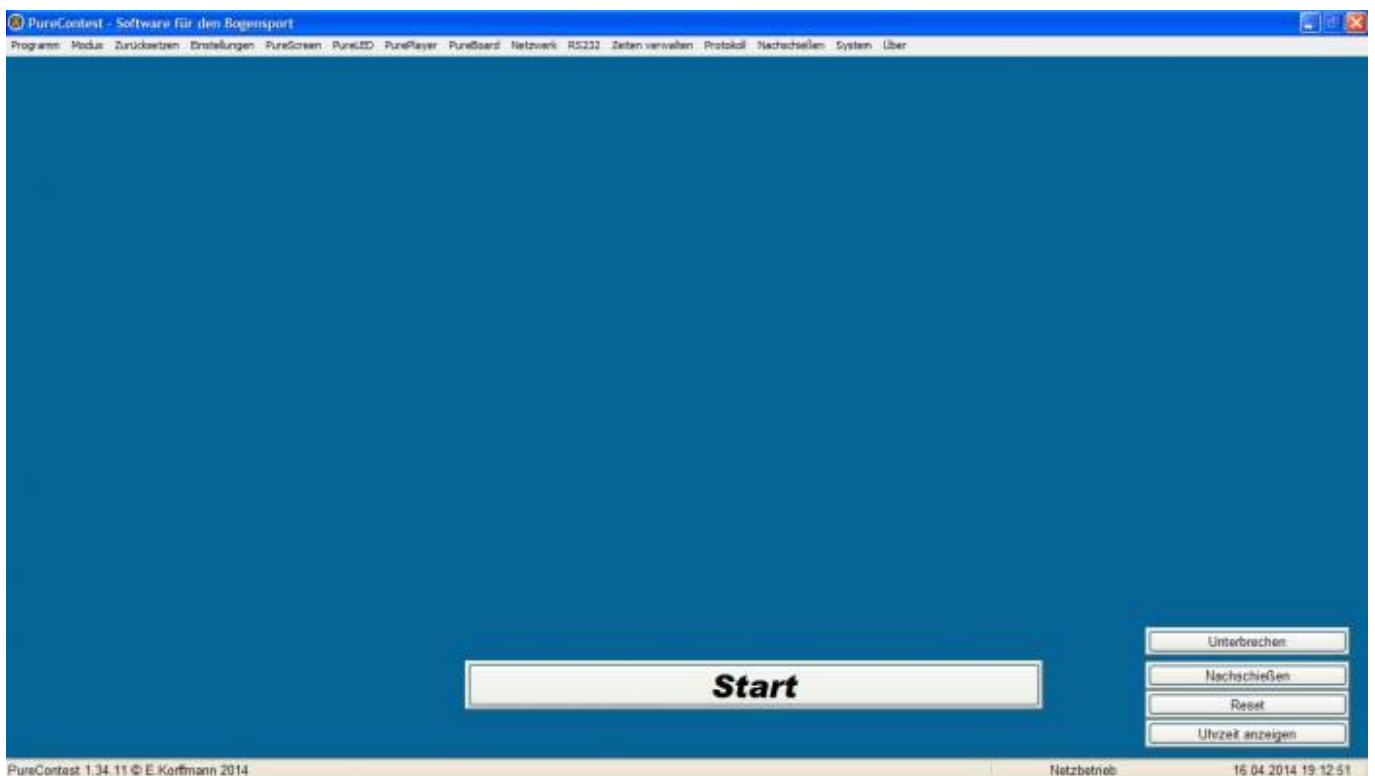 PureContest - Software für den Bogensport
Programm Modus Zurücksetzen Einstellungen PureScreen PureLED PurePlayer PureBoard Netzwerk RS232 Zeiten verwalten Protokoll Nachschießen System Über
Unterbrechen
Start
Nachschießen
Reset
Uhrzeit anzeigen
PureContest 1.34.11 © E.Korffmann 2014 Netzbetrieb 16.04.2014 19:12:51